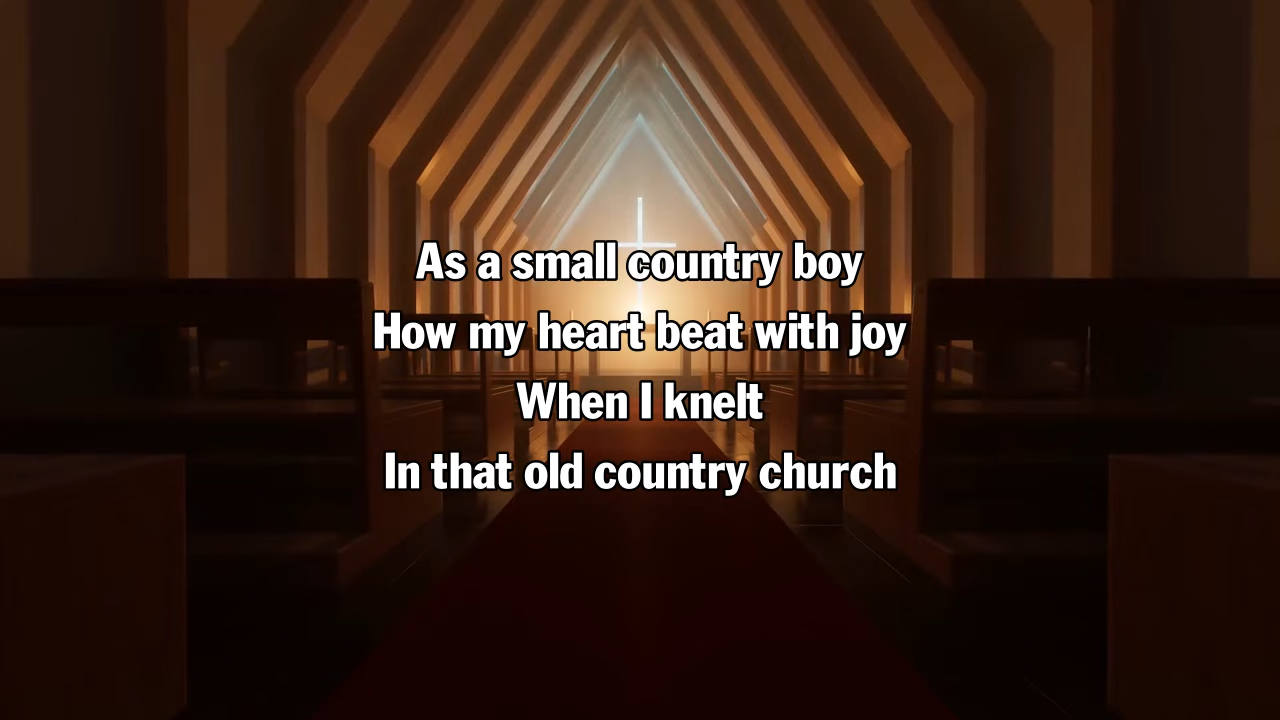 As a small country boy
How my heart beat with joy
When I knelt
In that old country church